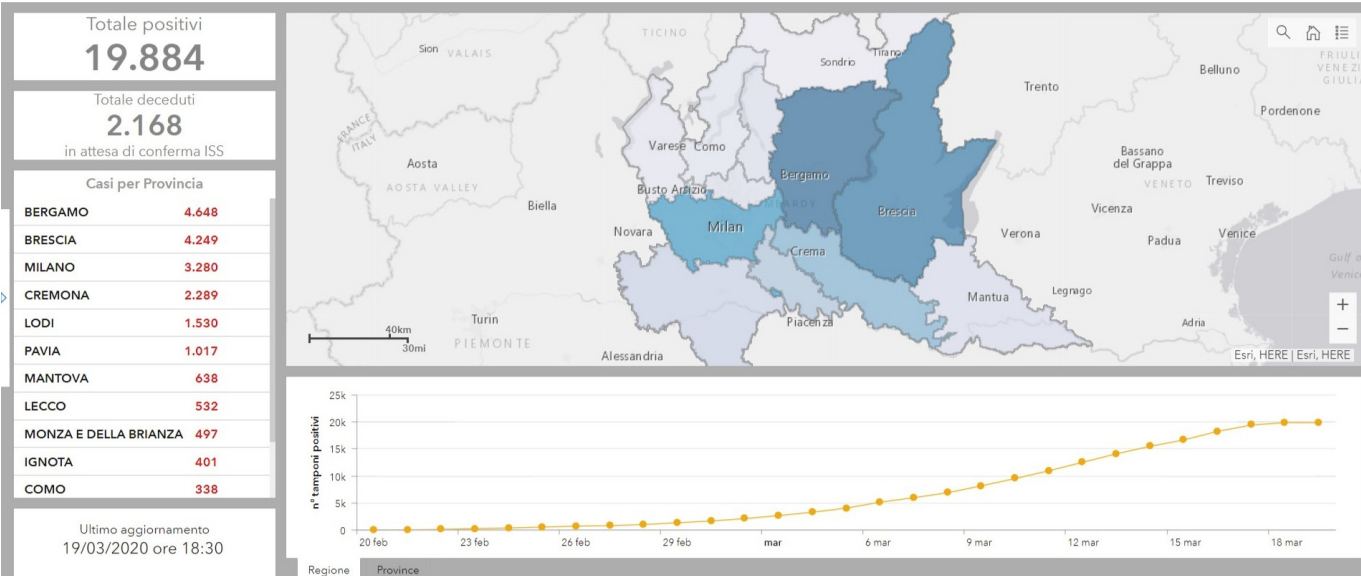 Totale positivi
19.884
Totale deceduti
2.168
in attesa di conferma ISS
Casi per Provincia
BERGAMO 4.648
BRESCIA 4.249
MILANO 3.280
CREMONA 2.289
LODI 1.530
PAVIA 1.017
MANTOVA 638
LECCO 532
MONZA E DELLA BRIANZA 497
IGNOTA 401
COMO 338
Ultimo aggiornamento
19/03/2020 ore 18:30
TICINO
Sion
VALAIS
Sondrio
Tirano
Belluno
FRIULI
VENEZI
GIULI
Trento
Pordenone
FRANCE
ITALY
Aosta
AOSTA VALLEY
Varese
Como
Bassano
del Grappa
Bergamo
VENETO
Treviso
Busto Arsizio
Biella
Brescia
Vicenza
Novara
Milan
Verona
Padua
Venice
Crema
Gulf o
Venic
Mantua
Legnago
Turin
Piacenza
Adria
40km
30mi
PIEMONTE
Alessandria
+
−
Esri, HERE | Esri, HERE
n° tamponi positivi
25k
20k
15k
10k
5k
0
20 feb
23 feb
26 feb
29 feb
mar
6 mar
9 mar
12 mar
15 mar
18 mar
Regione
Province